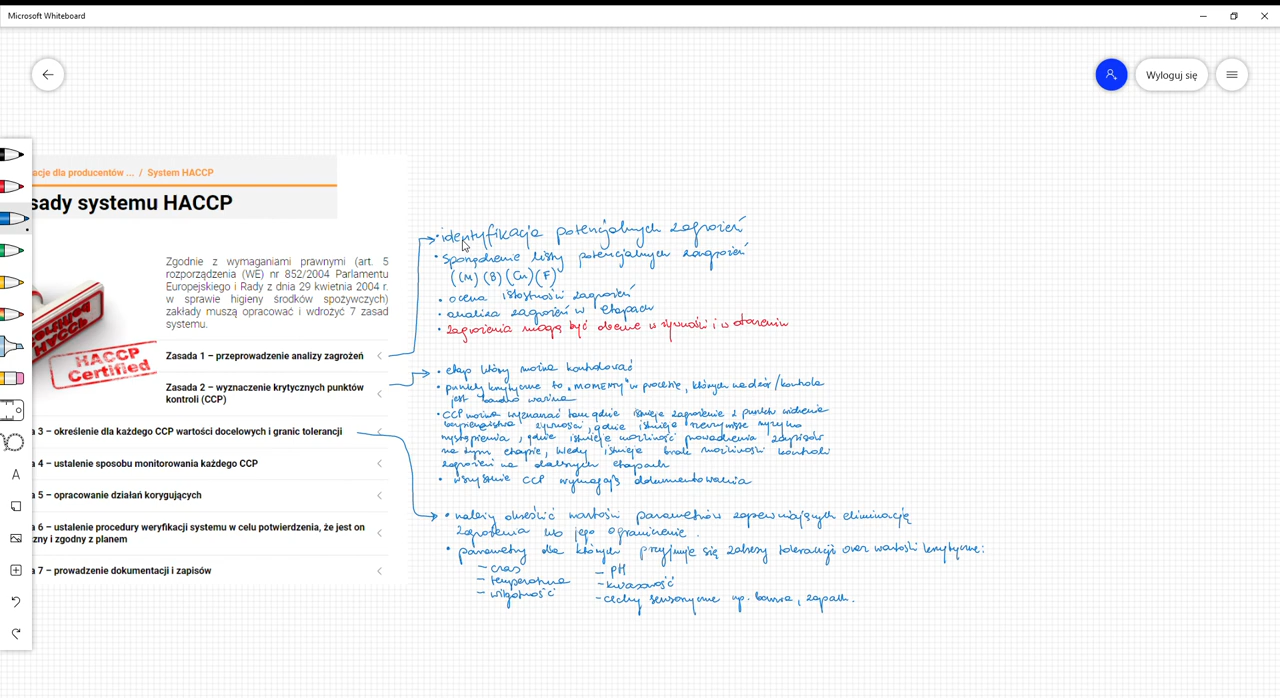 Microsoft Whiteboard
Wyloguj się
acje dla producentów ... / System HACCP
sady systemu HACCP
Zgodnie z wymaganiami prawnymi (art. 5
rozporządzenia (WE) nr 852/2004 Parlamentu
Europejskiego i Rady z dnia 29 kwietnia 2004 r.
w sprawie higieny środków spożywczych)
zakłady muszą opracować i wdrożyć 7 zasad
systemu.
HACCP
HACCP
Certified
Zasada 1 – przeprowadzenie analizy zagrożeń
Zasada 2 – wyznaczenie krytycznych punktów
kontroli (CCP)
a 3 – określenie dla każdego CCP wartości docelowych i granic tolerancji
a 4 – ustalenie sposobu monitorowania każdego CCP
a 5 – opracowanie działań korygujących
a 6 – ustalenie procedury weryfikacji systemu w celu potwierdzenia, że jest on
zny i zgodny z planem
a 7 – prowadzenie dokumentacji i zapisów
• identyfikacja potencjalnych zagrożeń
• sporządzenie listy potencjalnych zagrożeń
((M) (B) (Ch) (F)
• ocena istotności zagrożeń
• analiza zagrożeń w etapach
• zagrożenia mogą być obecne w żywności i w otoczeniu
• etap który można kontrolować
• punkty krytyczne to „MOMENTY" w procesie, których nadzór/kontrola
jest bardzo ważna
• CCP można wyznaczać tam gdzie istnieje zagrożenie z punktu widzenia
bezpieczeństwa żywności, gdzie istnieje ryzyko
wystąpienia, gdzie istnieje możliwość prowadzenia zapisów
na tym etapie, kiedy istnieje brak możliwości kontroli
zagrożeń na dalszych etapach
• wszystkie CCP wymagają dokumentowania
• należy określić wartości parametrów zapewniających eliminację
zagrożenia lub jego ograniczenie.
• parametry dla których przyjmuje się zakresy tolerancji oraz wartości krytyczne:
– czas
– temperatura
– wilgotność
– pH
– kwasowość
– cechy sensoryczne np. barwa, zapach.
A